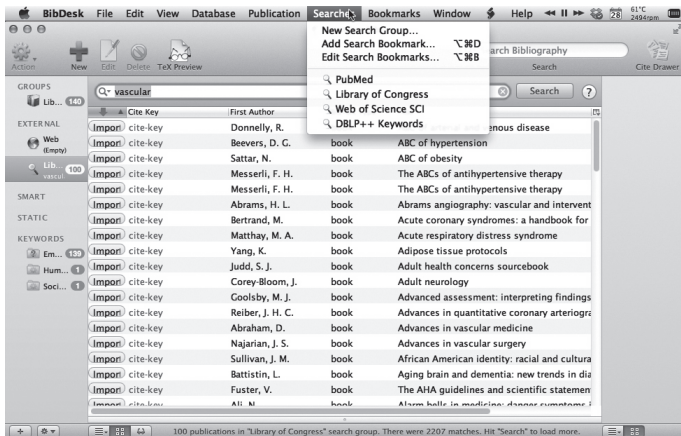 BibDesk File Edit View Database Publication Searches Bookmarks Window Help 28 61°C 2494rpm
New Search Group...
Add Search Bookmark... ⌥⌘D
Edit Search Bookmarks... ⌥⌘B
PubMed
Library of Congress
Web of Science SCI
DBLP++ Keywords
Action New Edit Delete TeX Preview arch Bibliography Search Cite Drawer
GROUPS
Lib... 140
EXTERNAL
Web
(Empty)
Lib... 100
vascul
SMART
STATIC
KEYWORDS
Em... 139
Hum... 1
Soci... 1
vascular Search ?
Cite Key First Author
Import cite-key Donnelly, R. enous disease
Import cite-key Beevers, D. G. book ABC of hypertension
Import cite-key Sattar, N. book ABC of obesity
Import cite-key Messerli, F. H. book The ABCs of antihypertensive therapy
Import cite-key Messerli, F. H. book The ABCs of antihypertensive therapy
Import cite-key Abrams, H. L. book Abrams angiography: vascular and intervent
Import cite-key Bertrand, M. book Acute coronary syndromes: a handbook for
Import cite-key Matthay, M. A. book Acute respiratory distress syndrome
Import cite-key Yang, K. book Adipose tissue protocols
Import cite-key Judd, S. J. book Adult health concerns sourcebook
Import cite-key Corey-Bloom, J. book Adult neurology
Import cite-key Goolsby, M. J. book Advanced assessment: interpreting findings
Import cite-key Reiber, J. H. C. book Advances in quantitative coronary arteriogra
Import cite-key Abraham, D. book Advances in vascular medicine
Import cite-key Najarian, J. S. book Advances in vascular surgery
Import cite-key Sullivan, J. M. book African American identity: racial and cultura
Import cite-key Battistin, L. book Aging brain and dementia: new trends in dia
Import cite-key Fuster, V. book The AHA guidelines and scientific statemen
Import cite-key Ali, N. book Alarm bells in medicine: danger symptoms i
100 publications in "Library of Congress" search group. There were 2207 matches. Hit "Search" to load more.